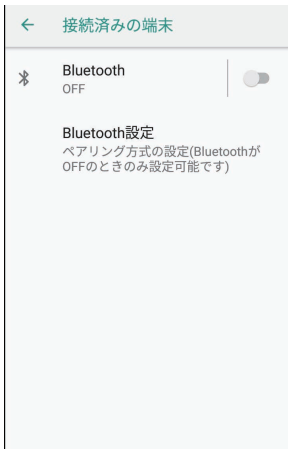 接続済みの端末
Bluetooth
OFF
Bluetooth設定
ペアリング方式の設定(Bluetoothが
OFFのときのみ設定可能です)